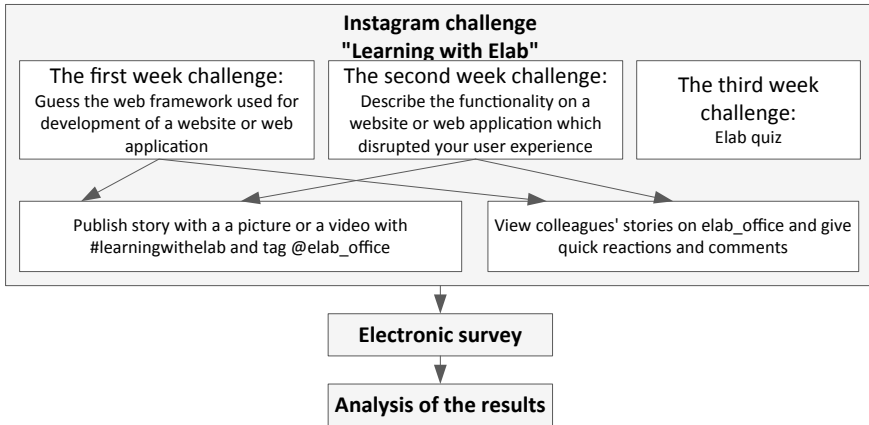 Instagram challenge
"Learning with Elab"
The first week challenge:
Guess the web framework used for
development of a website or web
application
The second week challenge:
Describe the functionality on a
website or web application which
disrupted your user experience
The third week
challenge:
Elab quiz
Publish story with a a picture or a video with
#learningwithelab and tag @elab_office
View colleagues' stories on elab_office and give
quick reactions and comments
Electronic survey
Analysis of the results